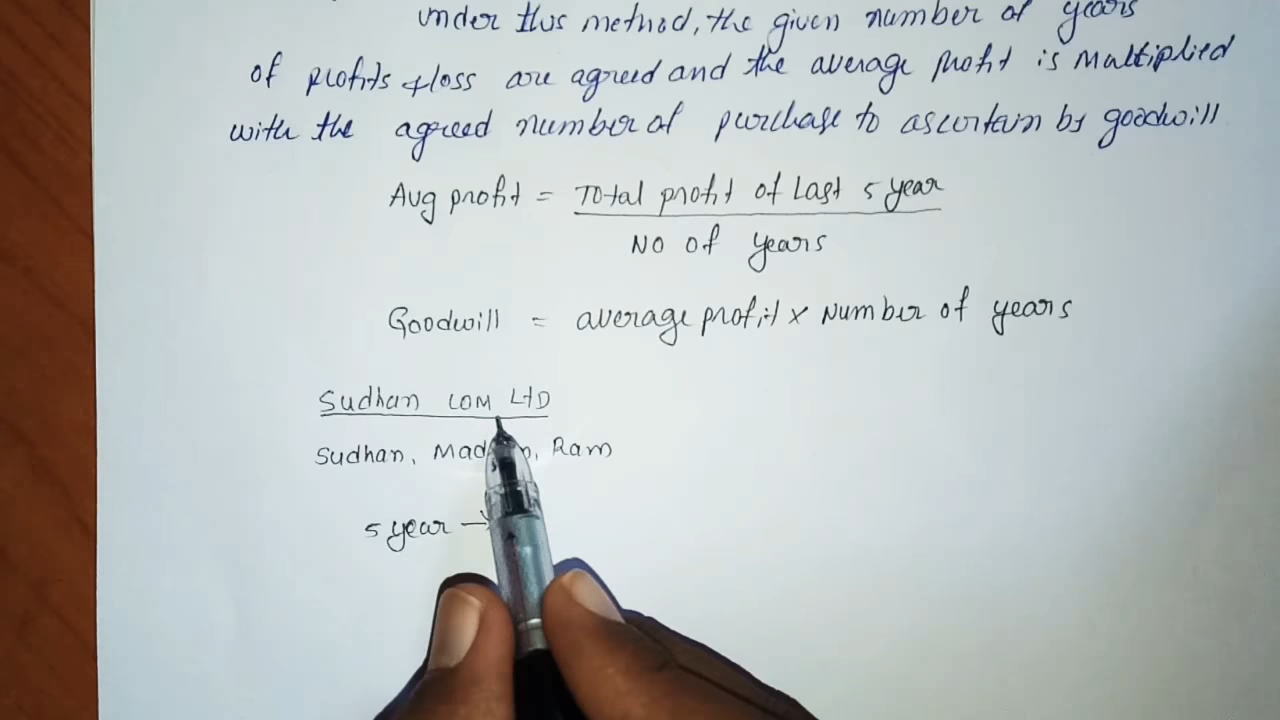 under this method, the given number of years
of profits & loss are agreed and the average profit is multiplied
with the agreed number of purchase to ascertain by goodwill
Avg profit = Total profit of Last 5 year
No of years
Goodwill = average profit × Number of years
Sudhan COM LtD
Sudhan, Mad n, Ram
5 year →